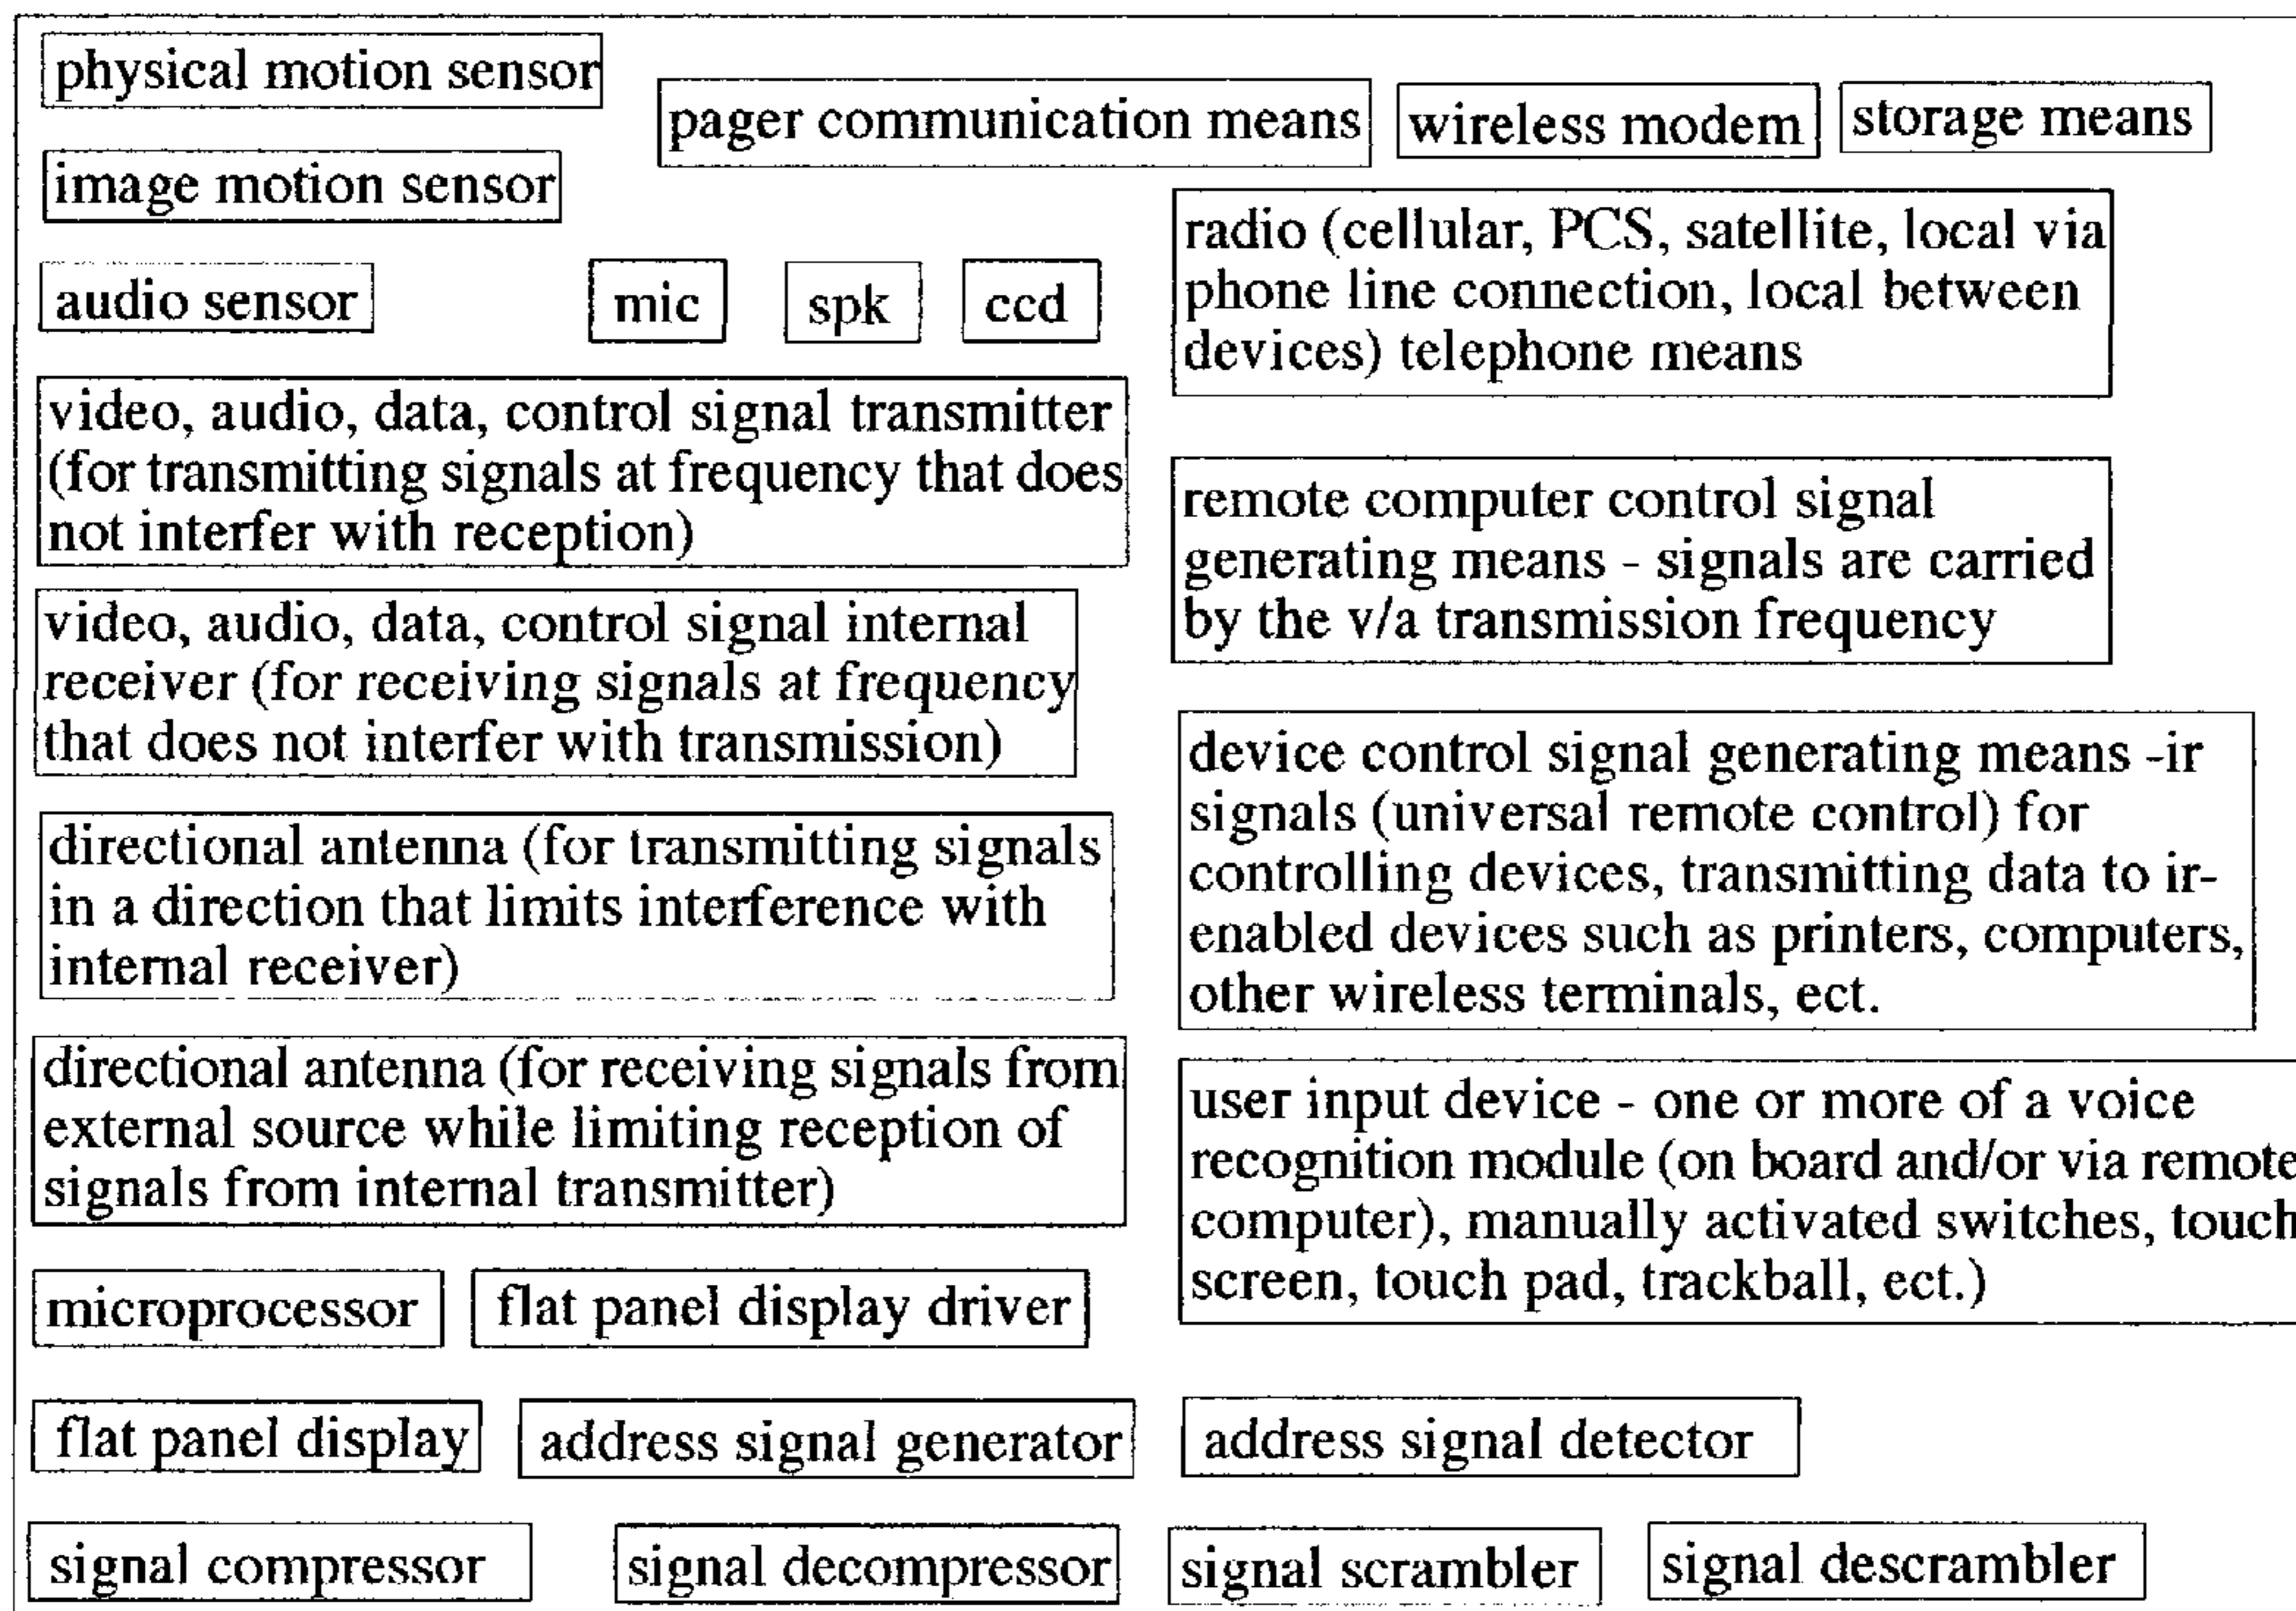 physical motion sensor
pager communication means
wireless modem
storage means
image motion sensor
audio sensor
mic
spk
ccd
radio (cellular, PCS, satellite, local via
phone line connection, local between
devices) telephone means
video, audio, data, control signal transmitter
(for transmitting signals at frequency that does
not interfer with reception)
remote computer control signal
generating means - signals are carried
by the v/a transmission frequency
video, audio, data, control signal internal
receiver (for receiving signals at frequency
that does not interfer with transmission)
device control signal generating means -ir
signals (universal remote control) for
controlling devices, transmitting data to ir-
enabled devices such as printers, computers,
other wireless terminals, ect.
directional antenna (for transmitting signals
in a direction that limits interference with
internal receiver)
directional antenna (for receiving signals from
external source while limiting reception of
signals from internal transmitter)
user input device - one or more of a voice
recognition module (on board and/or via remote
computer), manually activated switches, touch
screen, touch pad, trackball, ect.)
microprocessor
flat panel display driver
flat panel display
address signal generator
address signal detector
signal compressor
signal decompressor
signal scrambler
signal descrambler